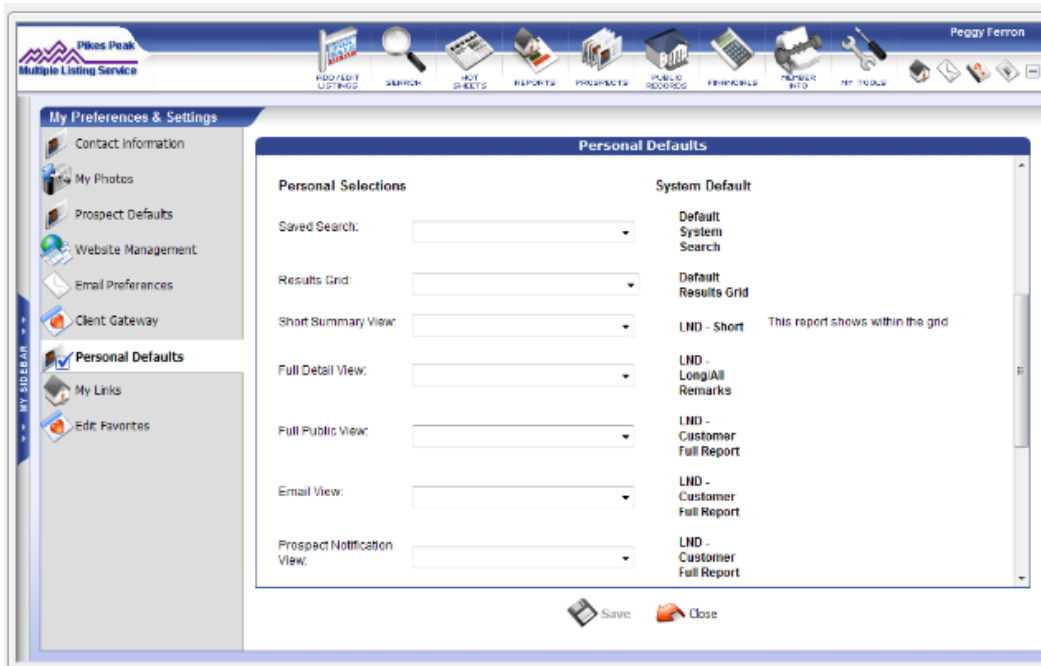 Pikes Peak
Multiple Listing Service
ADD/EDIT
LISTINGS
SEARCH
HOT
SHEETS
REPORTS
PROSPECTS
PUBLIC
RECORDS
FINANCIALS
MEMBER
INFO
MY TOOLS
Peggy Ferron
My Preferences & Settings
Contact Information
My Photos
Prospect Defaults
Website Management
Email Preferences
Client Gateway
Personal Defaults
My Links
Edit Favorites
MY SIDEBAR
Personal Defaults
Personal Selections
System Default
Saved Search:
Default
System
Search
Results Grid:
Default
Results Grid
Short Summary View:
LND - Short
This report shows within the grid
Full Detail View:
LND -
Long/All
Remarks
Full Public View:
LND -
Customer
Full Report
Email View:
LND -
Customer
Full Report
Prospect Notification
View:
LND -
Customer
Full Report
Save
Close